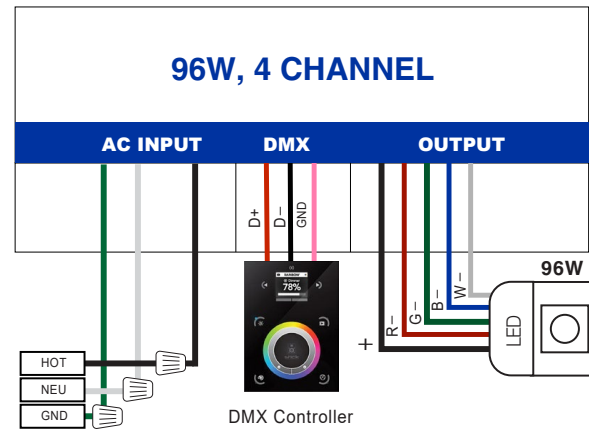 96W, 4 CHANNEL
AC INPUT
DMX
OUTPUT
D+
D–
GND
+
R–
G–
B–
W–
96W
LED
78%
HOT
NEU
GND
DMX Controller